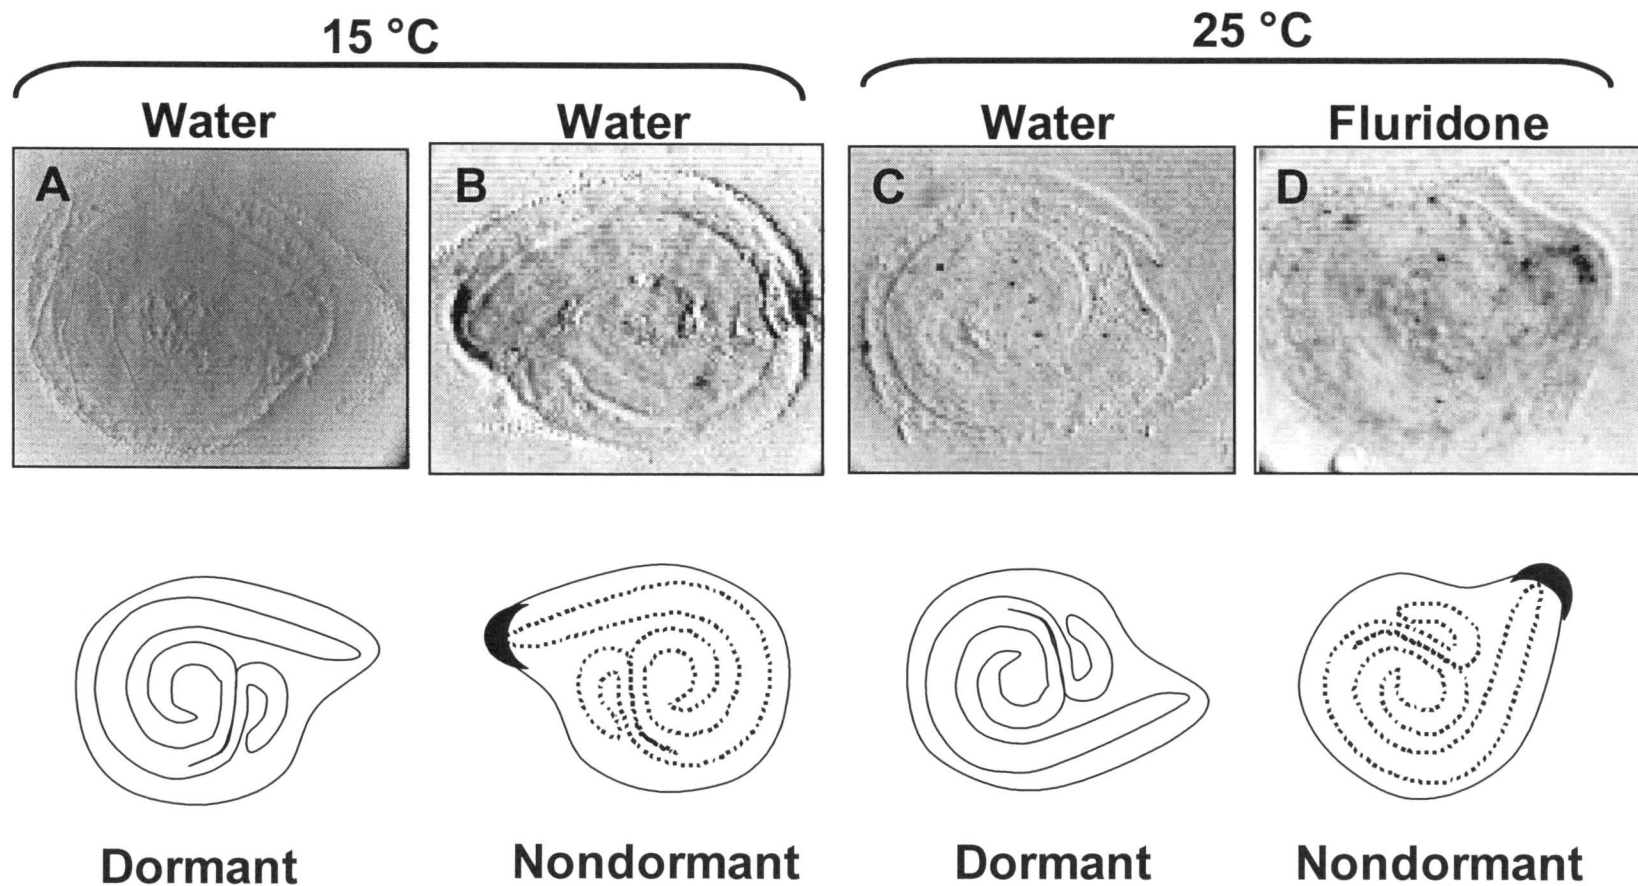 15 °C
25 °C
Water
Water
Water
Fluridone
A
B
C
D
Dormant
Nondormant
Dormant
Nondormant